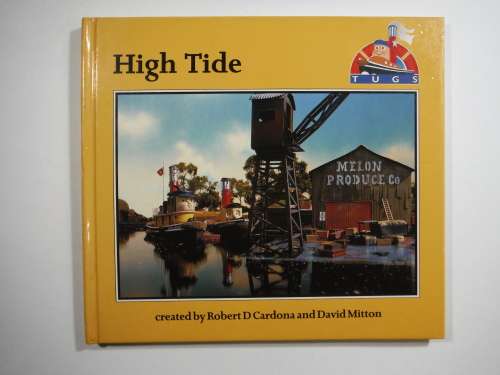 High Tide
TUGS
MELON
PRODUCE Co
created by Robert D Cardona and David Mitton